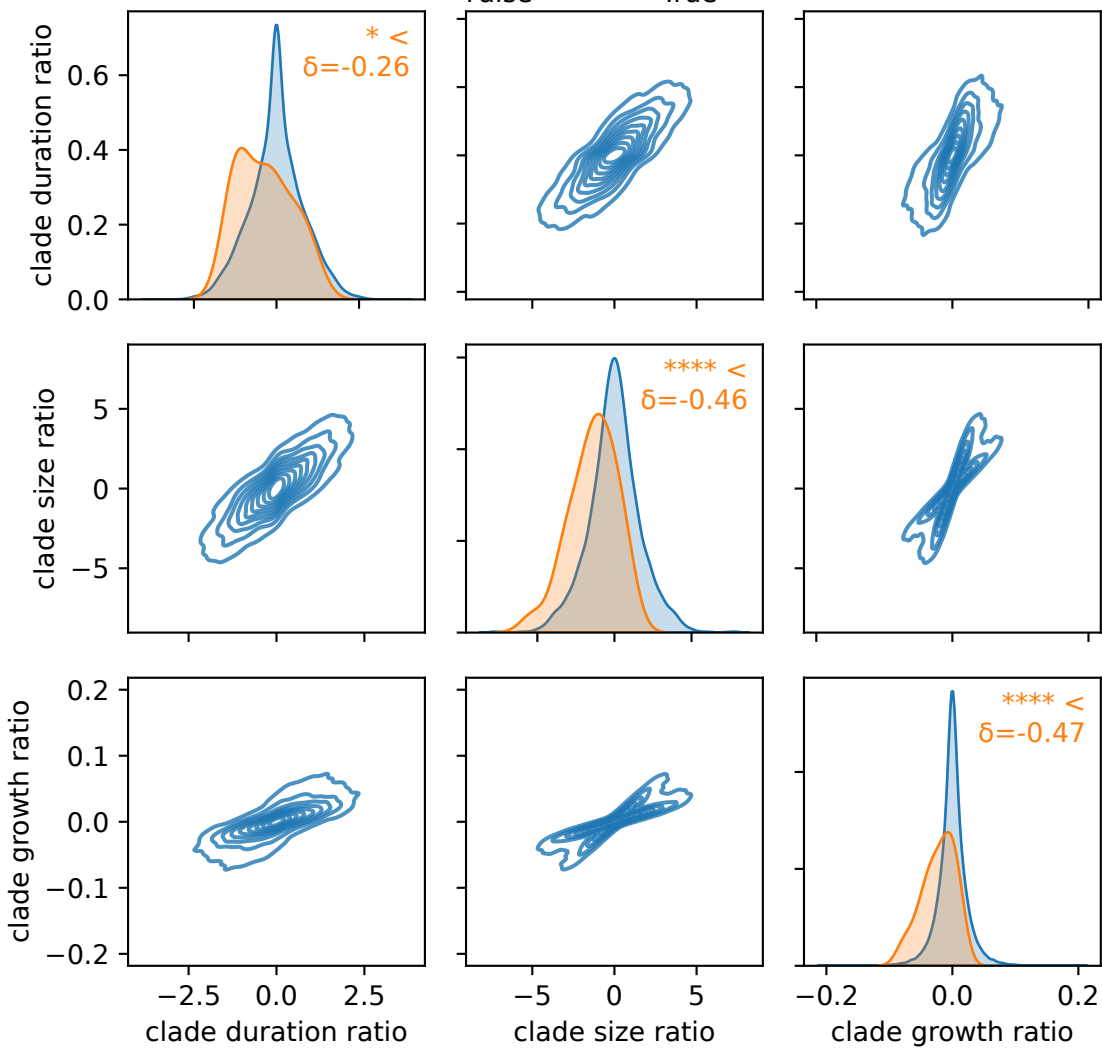 False True
clade duration ratio
0.6
0.4
0.2
0.0
* <
δ=-0.26
clade size ratio
5
0
−5
**** <
δ=-0.46
clade growth ratio
0.2
0.1
0.0
−0.1
−0.2
**** <
δ=-0.47
−2.5 0.0 2.5
−5 0 5
−0.2 0.0 0.2
clade duration ratio
clade size ratio
clade growth ratio